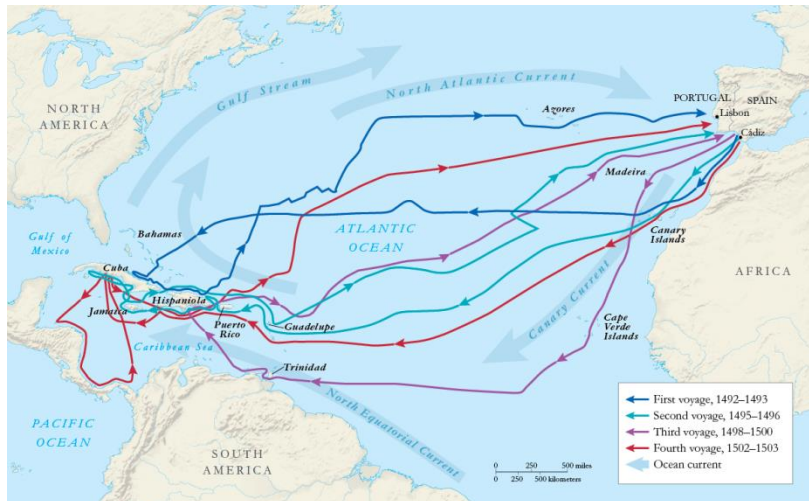 NORTH
AMERICA
Gulf Stream
North Atlantic Current
Azores
PORTUGAL
SPAIN
Lisbon
Cádiz
Madeira
Bahamas
ATLANTIC
OCEAN
Gulf of
Mexico
Canary
Islands
Cuba
AFRICA
Hispaniola
Jamaica
Puerto
Rico
Guadelupe
Canary Current
Cape
Verde
Islands
Caribbean Sea
Trinidad
North Equatorial Current
PACIFIC
OCEAN
SOUTH
AMERICA
0 250 500 miles
0 250 500 kilometers
First voyage, 1492–1493
Second voyage, 1495–1496
Third voyage, 1498–1500
Fourth voyage, 1502–1503
Ocean current